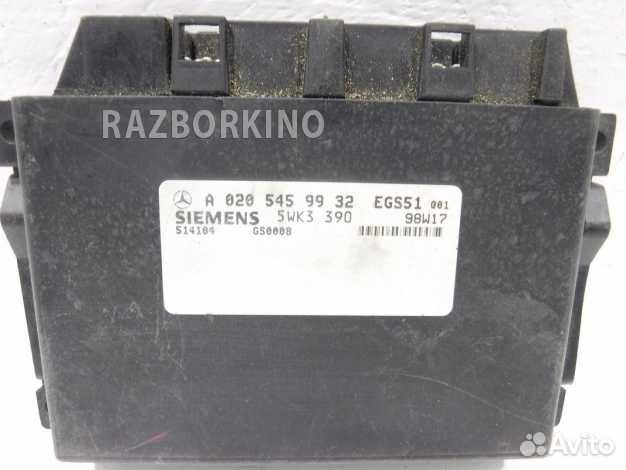 RAZBORKINO
A 020 545 99 32 EGS51 001
SIEMENS 5WK3 390 98W17
S14104 GS0008
Avito